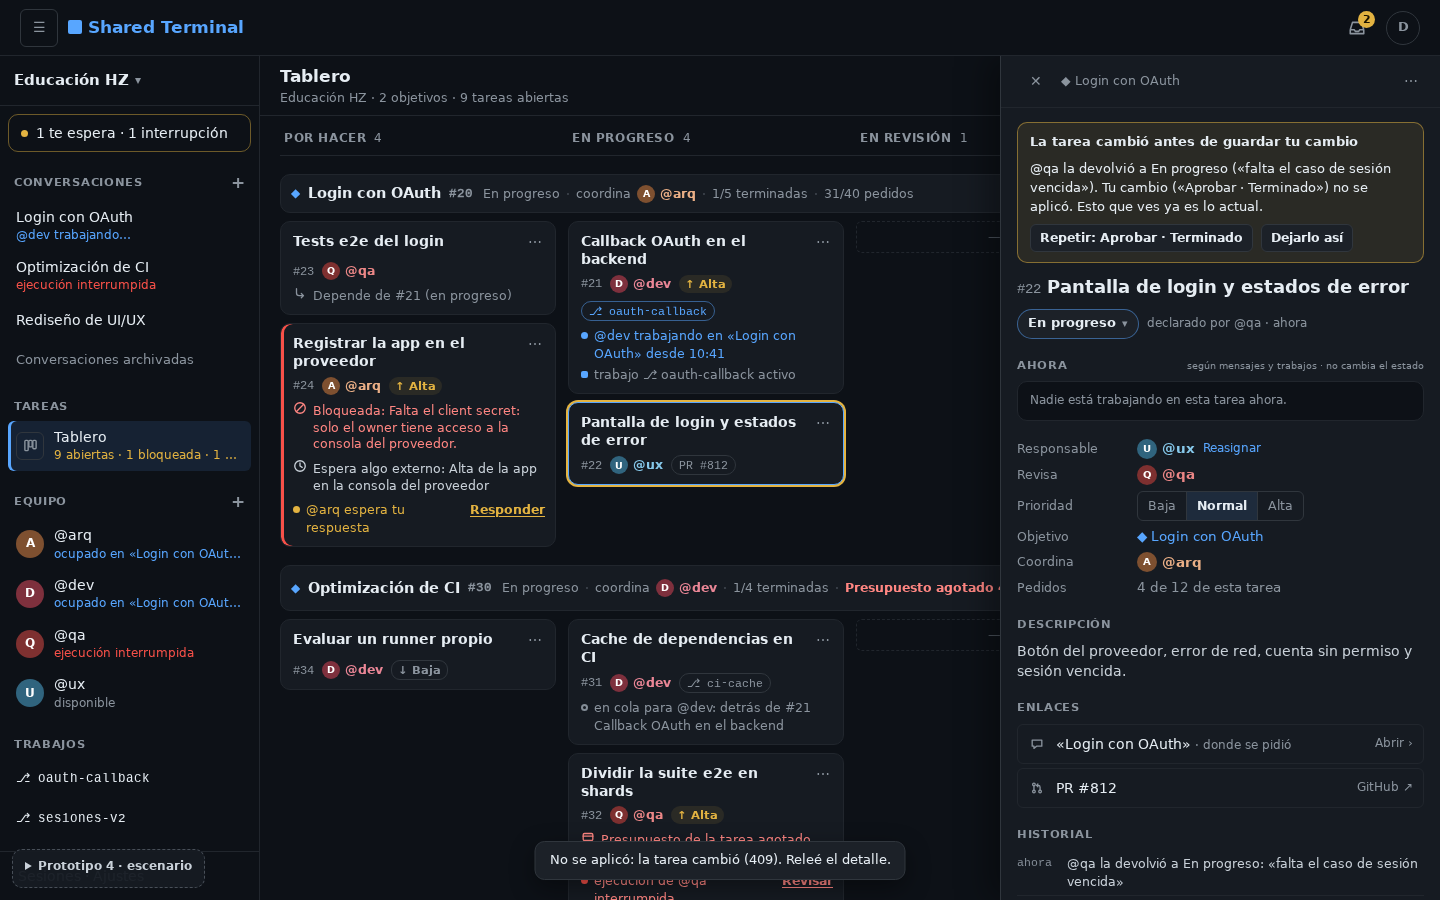 ☰ Shared Terminal
2
D
Educación HZ ▾
1 te espera · 1 interrupción
CONVERSACIONES +
Login con OAuth
@dev trabajando…
Optimización de CI
ejecución interrumpida
Rediseño de UI/UX
Conversaciones archivadas
TAREAS
Tablero
9 abiertas · 1 bloqueada · 1 …
EQUIPO +
A @arq
ocupado en «Login con OAut…
D @dev
ocupado en «Login con OAut…
Q @qa
ejecución interrumpida
U @ux
disponible
TRABAJOS
⎇ oauth-callback
⎇ sesiones-v2
▶ Prototipo 4 · escenario
Tablero
Educación HZ · 2 objetivos · 9 tareas abiertas
POR HACER 4
EN PROGRESO 4
EN REVISIÓN 1
◆ Login con OAuth #20 En progreso · coordina A @arq · 1/5 terminadas · 31/40 pedidos
Tests e2e del login ⋯
#23 Q @qa
Depende de #21 (en progreso)
Registrar la app en el ⋯
proveedor
#24 A @arq ↑ Alta
Bloqueada: Falta el client secret:
solo el owner tiene acceso a la
consola del proveedor.
Espera algo externo: Alta de la app
en la consola del proveedor
@arq espera tu Responder
respuesta
Callback OAuth en el ⋯
backend
#21 D @dev ↑ Alta
⎇ oauth-callback
@dev trabajando en «Login con
OAuth» desde 10:41
trabajo ⎇ oauth-callback activo
Pantalla de login y estados ⋯
de error
#22 U @ux PR #812
—
◆ Optimización de CI #30 En progreso · coordina D @dev · 1/4 terminadas · Presupuesto agotado
Evaluar un runner propio ⋯
#34 D @dev ↓ Baja
Cache de dependencias en ⋯
CI
#31 D @dev ⎇ ci-cache
en cola para @dev: detrás de #21
Callback OAuth en el backend
Dividir la suite e2e en ⋯
shards
#32 Q @qa ↑ Alta
Presupuesto de la tarea agotado
ejecución de @qa Revisar
interrumpida
—
No se aplicó: la tarea cambió (409). Releé el detalle.
✕ ◆ Login con OAuth ⋯
La tarea cambió antes de guardar tu cambio
@qa la devolvió a En progreso («falta el caso de sesión
vencida»). Tu cambio («Aprobar · Terminado») no se
aplicó. Esto que ves ya es lo actual.
Repetir: Aprobar · Terminado Dejarlo así
#22 Pantalla de login y estados de error
En progreso ▾ declarado por @qa · ahora
AHORA según mensajes y trabajos · no cambia el estado
Nadie está trabajando en esta tarea ahora.
Responsable U @ux Reasignar
Revisa Q @qa
Prioridad Baja Normal Alta
Objetivo ◆ Login con OAuth
Coordina A @arq
Pedidos 4 de 12 de esta tarea
DESCRIPCIÓN
Botón del proveedor, error de red, cuenta sin permiso y
sesión vencida.
ENLACES
«Login con OAuth» · donde se pidió Abrir ›
PR #812 GitHub ↗
HISTORIAL
ahora @qa la devolvió a En progreso: «falta el caso de sesión
vencida»